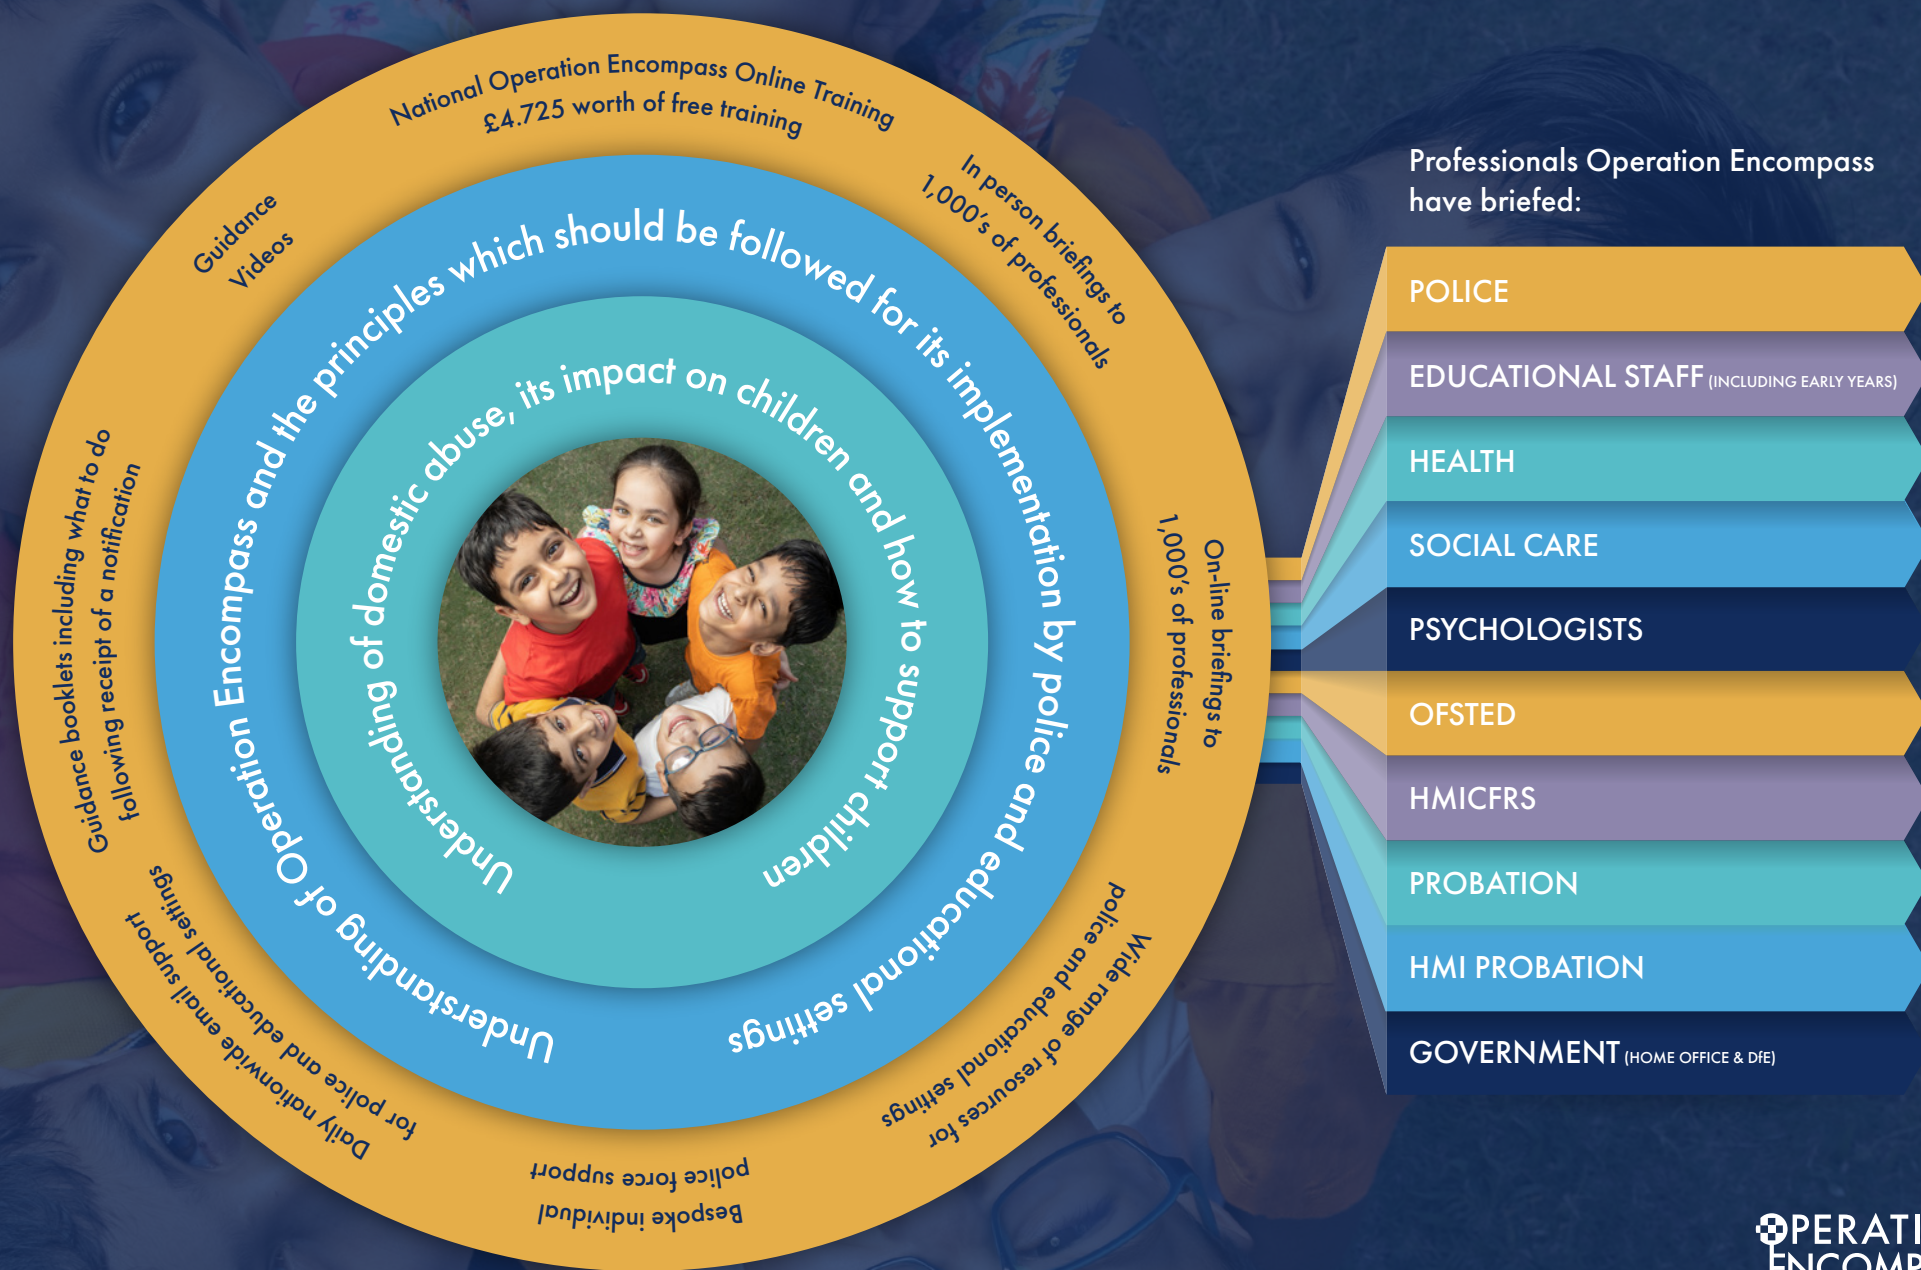 National Operation Encompass Online Training
£4.725 worth of free training
In person briefings to
1,000's of professionals
On-line briefings to
1,000's of professionals
Wide range of resources for
police and educational settings
Bespoke individual
police force support
Daily nationwide email support
for police and educational settings
Guidance booklets including what to do
following receipt of a notification
Guidance
Videos
Understanding of Operation Encompass and the principles which should be followed for its implementation by police and educational settings
Understanding of domestic abuse, its impact on children and how to support children
Professionals Operation Encompass
have briefed:
POLICE
EDUCATIONAL STAFF (INCLUDING EARLY YEARS)
HEALTH
SOCIAL CARE
PSYCHOLOGISTS
OFSTED
HMICFRS
PROBATION
HMI PROBATION
GOVERNMENT (HOME OFFICE & DfE)
OPERATI
ENCOMP